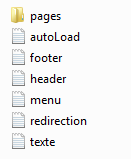 pages
autoLoad
footer
header
menu
redirection
texte